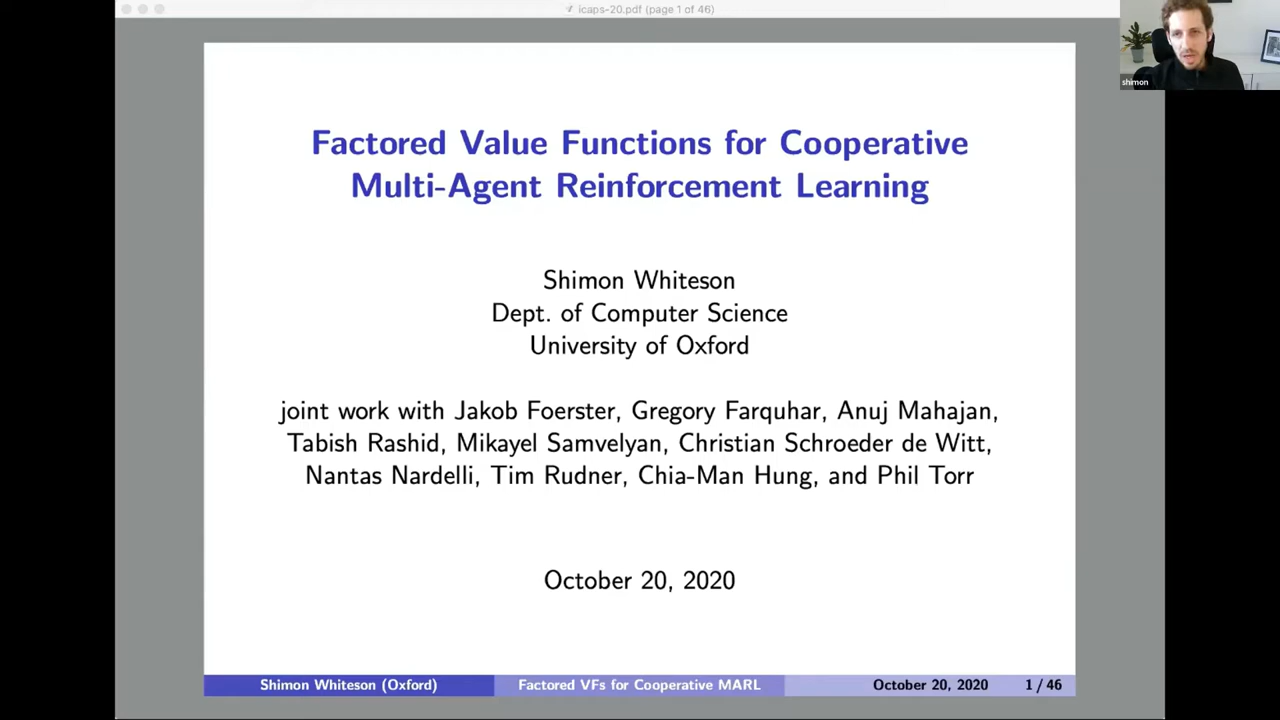 icaps-20.pdf (page 1 of 46)
shimon
Factored Value Functions for Cooperative
Multi-Agent Reinforcement Learning
Shimon Whiteson
Dept. of Computer Science
University of Oxford
joint work with Jakob Foerster, Gregory Farquhar, Anuj Mahajan,
Tabish Rashid, Mikayel Samvelyan, Christian Schroeder de Witt,
Nantas Nardelli, Tim Rudner, Chia-Man Hung, and Phil Torr
October 20, 2020
Shimon Whiteson (Oxford) Factored VFs for Cooperative MARL October 20, 2020 1 / 46